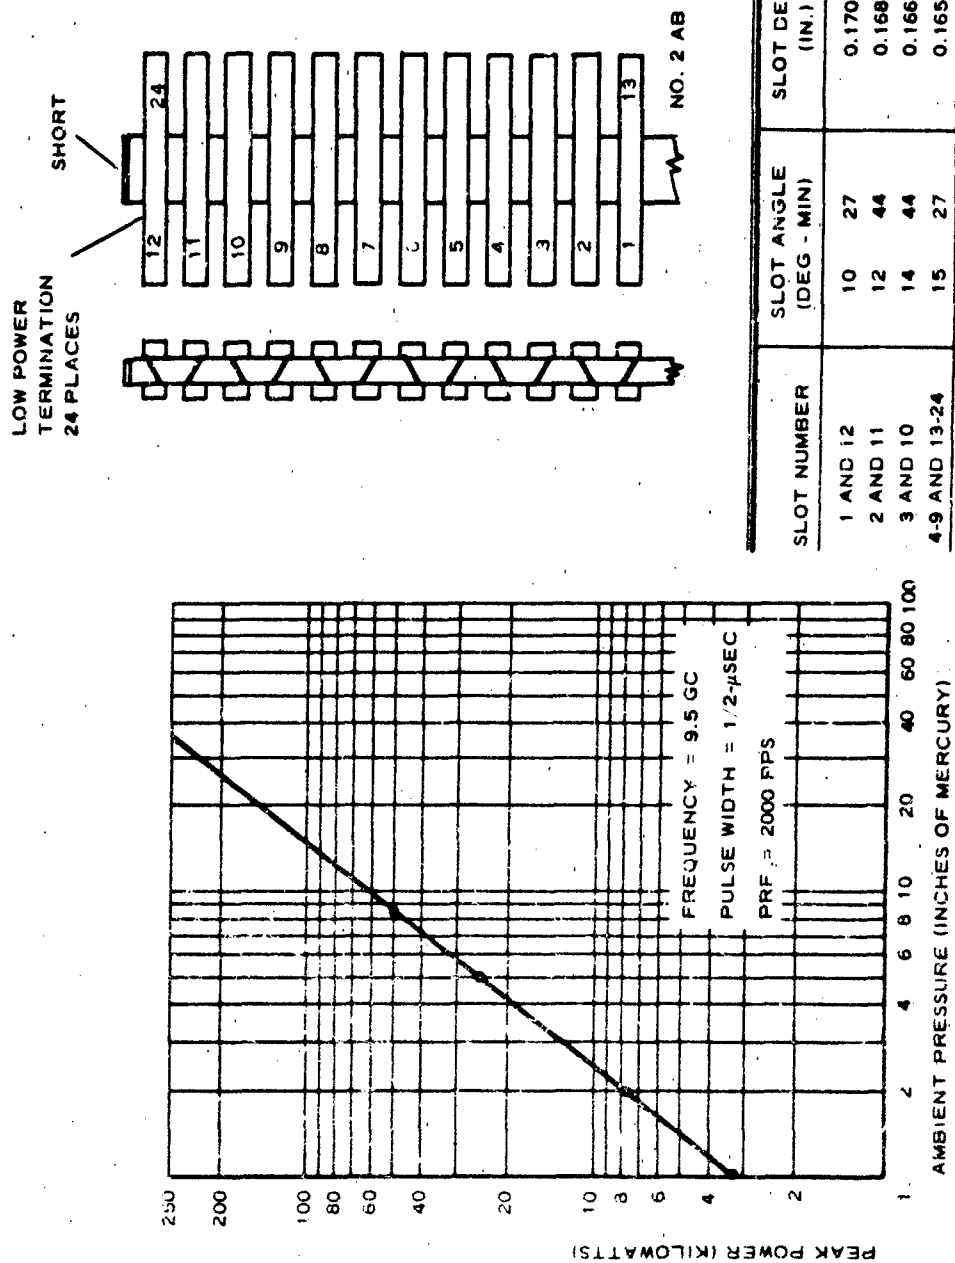 LOW POWER
TERMINATION
24 PLACES
SHORT
12
11
10
9
8
7
5
4
3
2
1
24
13
NO. 2 AB
SLOT NUMBER
SLOT ANGLE
(DEG - MIN)
SLOT DE
(IN.)
1 AND 12 10 27 0.170
2 AND 11 12 44 0.168
3 AND 10 14 44 0.166
4-9 AND 13-24 15 27 0.165
PEAK POWER (KILOWATTS)
250
200
100
80
60
40
20
10
8
6
4
2
1
2
4
6
8
10
20
40
60
80
100
AMBIENT PRESSURE (INCHES OF MERCURY)
FREQUENCY = 9.5 GC
PULSE WIDTH = 1/2-μSEC
PRF = 2000 PPS